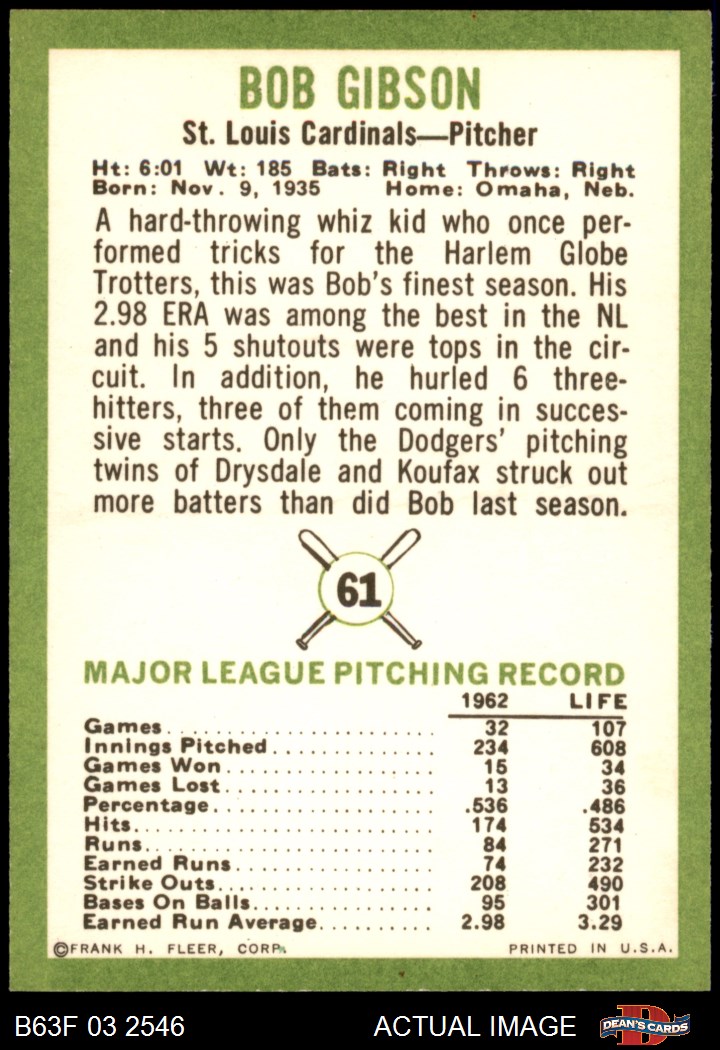 BOB GIBSON
St. Louis Cardinals—Pitcher
Ht: 6:01 Wt: 185 Bats: Right Throws: Right
Born: Nov. 9, 1935 Home: Omaha, Neb.
A hard-throwing whiz kid who once per-
formed tricks for the Harlem Globe
Trotters, this was Bob's finest season. His
2.98 ERA was among the best in the NL
and his 5 shutouts were tops in the cir-
cuit. In addition, he hurled 6 three-
hitters, three of them coming in succes-
sive starts. Only the Dodgers' pitching
twins of Drysdale and Koufax struck out
more batters than did Bob last season.
61
MAJOR LEAGUE PITCHING RECORD
1962 LIFE
Games 32 107
Innings Pitched 234 608
Games Won 15 34
Games Lost 13 36
Percentage .536 .486
Hits 174 534
Runs 84 271
Earned Runs 74 232
Strike Outs 208 490
Bases On Balls 95 301
Earned Run Average 2.98 3.29
©FRANK H. FLEER, CORP. PRINTED IN U.S.A.
B63F 03 2546 ACTUAL IMAGE D DEAN'S CARDS